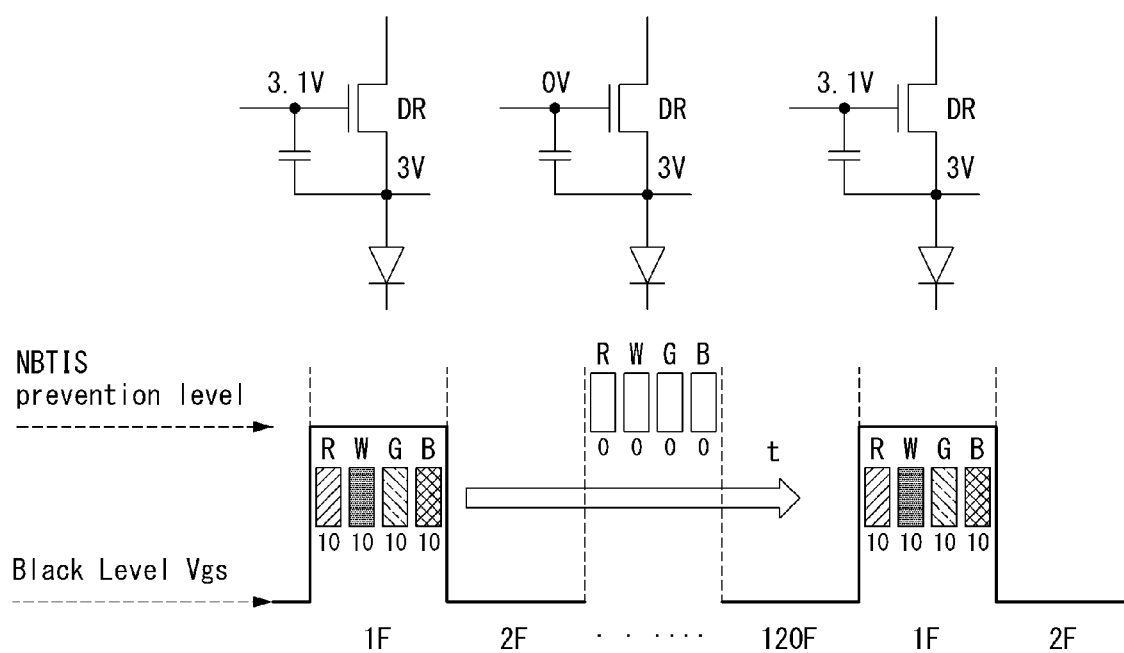 3.1V 0V 3.1V
DR DR DR
3V 3V 3V
NBTIS
prevention level
R W G B
0 0 0 0
t
R W G B
10 10 10 10
R W G B
10 10 10 10
Black Level Vgs
1F 2F · · · · · · · 120F 1F 2F